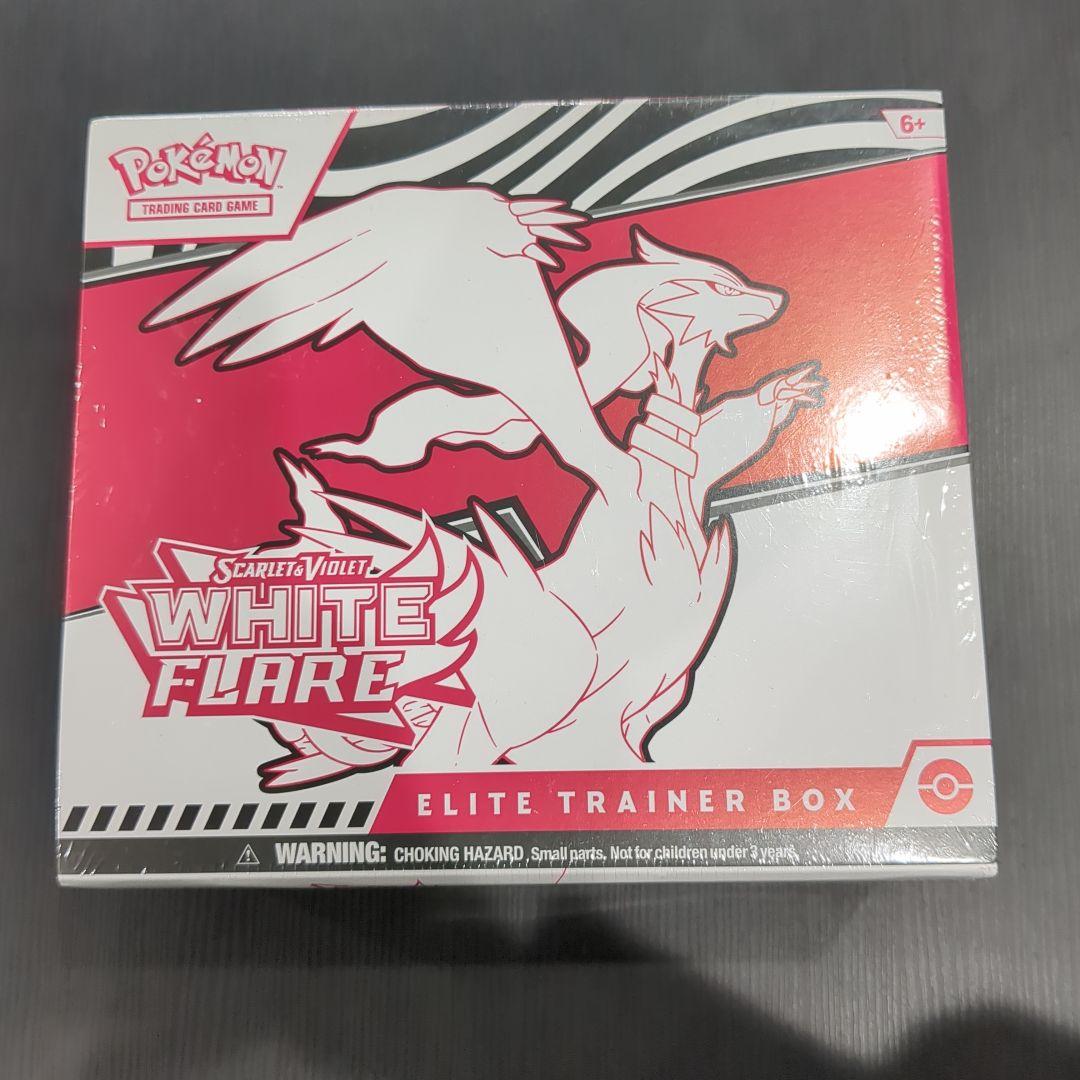 POKéMON
TM
TRADING CARD GAME
6+
SCARLET & VIOLET
WHITE
FLARE
ELITE TRAINER BOX
WARNING: CHOKING HAZARD, Small parts. Not for children under 3 years.